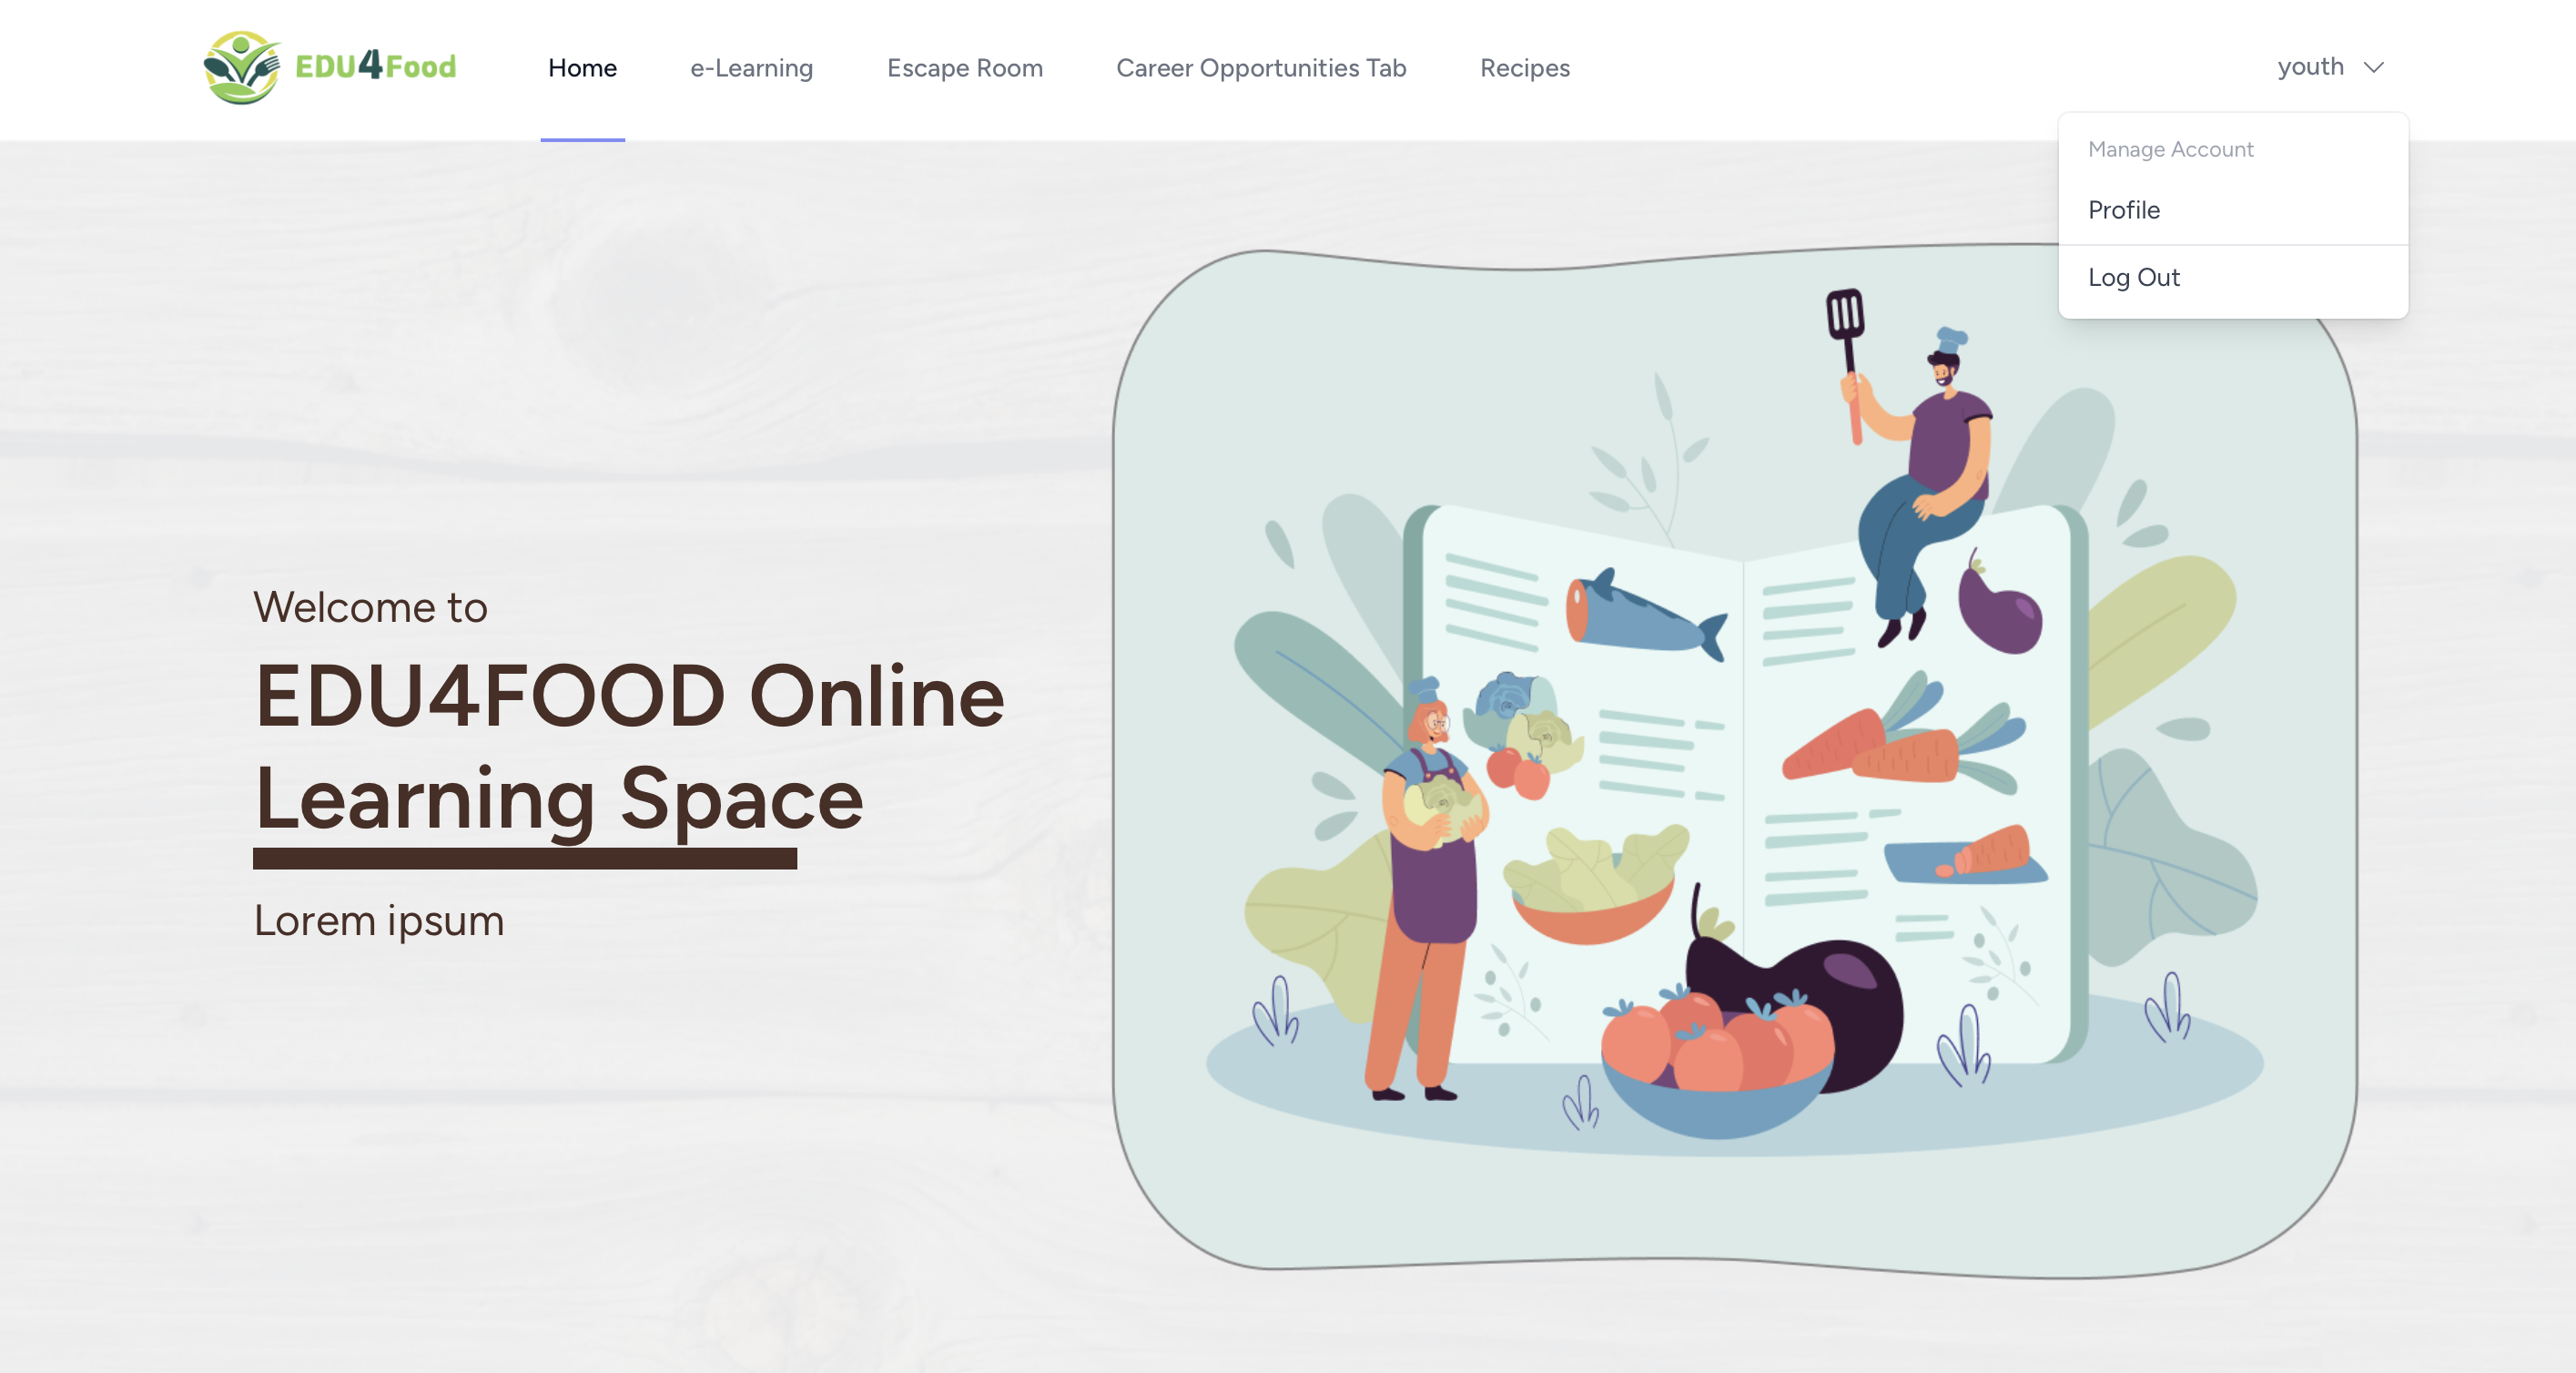 EDU4Food
Home
e-Learning
Escape Room
Career Opportunities Tab
Recipes
youth
Manage Account
Profile
Log Out
Welcome to
EDU4FOOD Online
Learning Space
Lorem ipsum